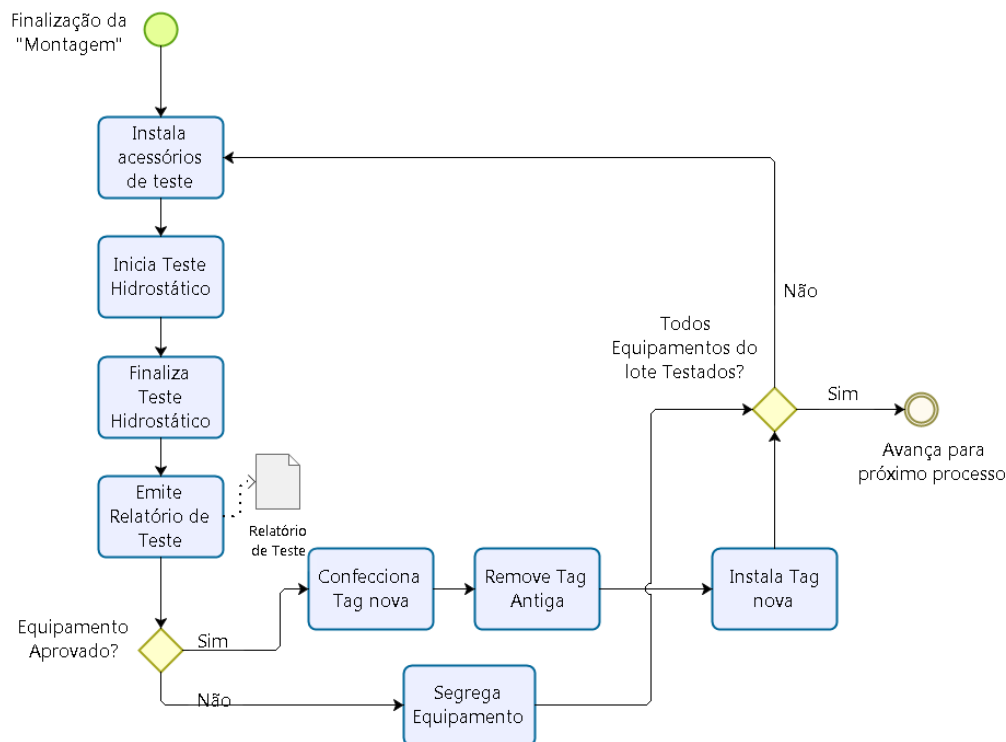 Finalização da
"Montagem"
Instala
acessórios
de teste
Inicia Teste
Hidrostático
Finaliza
Teste
Hidrostático
Emite
Relatório de
Teste
Relatório
de Teste
Equipamento
Aprovado?
Sim
Não
Confecciona
Tag nova
Remove Tag
Antiga
Instala Tag
nova
Segrega
Equipamento
Todos
Equipamentos do
lote Testados?
Não
Sim
Avança para
próximo processo